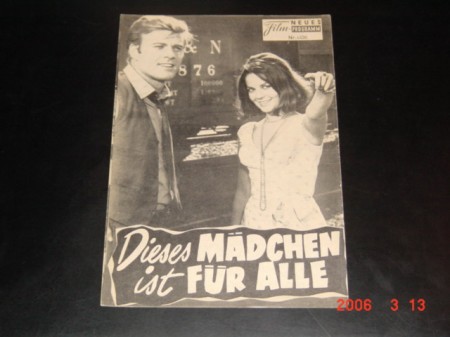 Film
NEUES
PROGRAMM
& N
876
Dieses MÄDCHEN
ist FÜR ALLE
2006 3 13